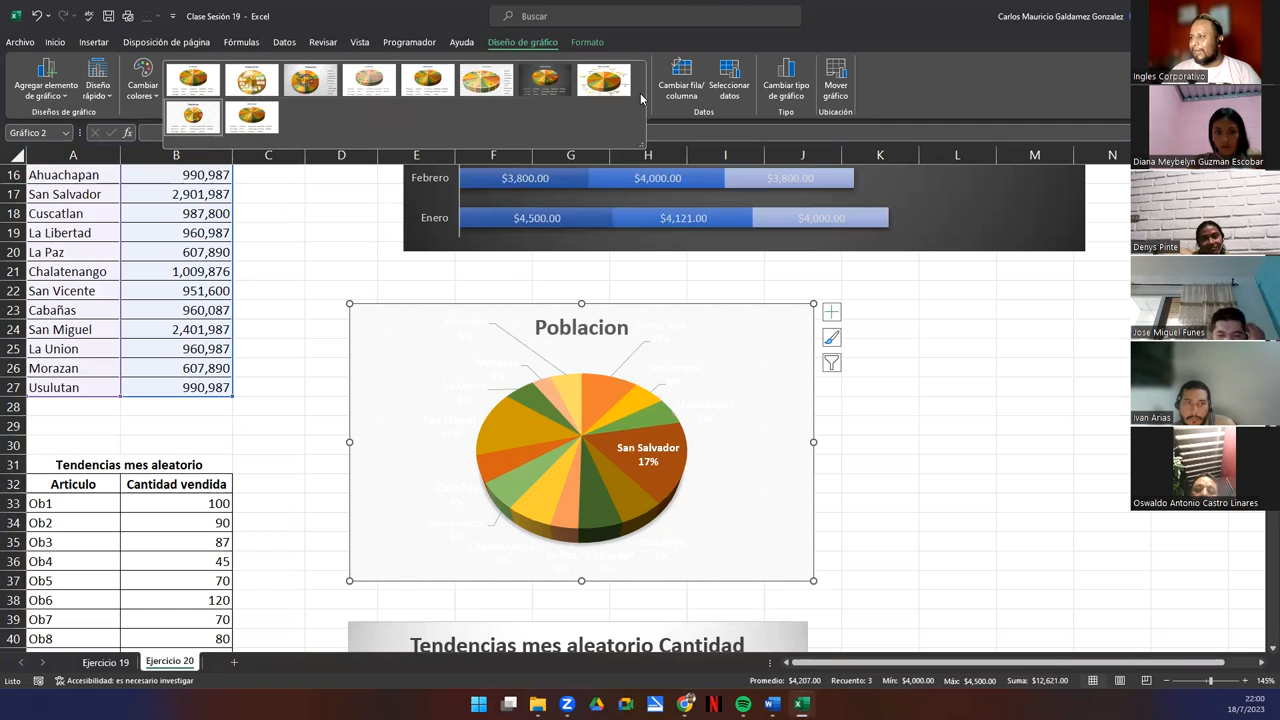 Clase Sesión 19 - Excel
Buscar
Carlos Mauricio Galdamez Gonzalez
Archivo Inicio Insertar Disposición de página Fórmulas Datos Revisar Vista Programador Ayuda Diseño de gráfico Formato
Agregar elemento de gráfico
Diseño rápido
Cambiar colores
Cambiar fila/ columna
Seleccionar datos
Cambiar tipo de gráfico
Mover gráfico
Diseños de gráfico
Datos
Tipo
Ubicación
Gráfico 2
fx
A B C D E F G H I J K L M N
16 Ahuachapan 990,987
17 San Salvador 2,901,987
18 Cuscatlan 987,800
19 La Libertad 960,987
20 La Paz 607,890
21 Chalatenango 1,009,876
22 San Vicente 951,600
23 Cabañas 960,087
24 San Miguel 2,401,987
25 La Unión 960,987
26 Morazan 607,890
27 Usulutan 990,987
28
29
30
31 Tendencias mes aleatorio
32 Articulo Cantidad vendida
33 Ob1 100
34 Ob2 90
35 Ob3 87
36 Ob4 45
37 Ob5 70
38 Ob6 120
39 Ob7 70
40 Ob8 80
Febrero $3,800.00 $4,000.00 $3,800.00
Enero $4,500.00 $4,121.00 $4,000.00
Poblacion
San Salvador
17%
Tendencias mes aleatorio Cantidad
Ingles Corporativo
Diana Meybelyn Guzman Escobar
Denys Pinte
Jose Miguel Funes
Ivan Arias
Oswaldo Antonio Castro Linares
Ejercicio 19 Ejercicio 20
Listo
Accesibilidad: es necesario investigar
Promedio: $4,207.00 Recuento: 3 Mín: $4,000.00 Máx: $4,500.00 Suma: $12,621.00
145%
22:00
18/7/2023